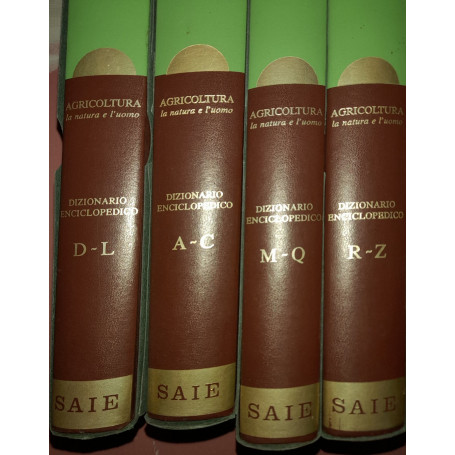 AGRICOLTURA
la natura e l'uomo
DIZIONARIO
ENCICLOPEDICO
D-L
SAIE
AGRICOLTURA
la natura e l'uomo
DIZIONARIO
ENCICLOPEDICO
A-C
SAIE
AGRICOLTURA
la natura e l'uomo
DIZIONARIO
ENCICLOPEDICO
M-Q
SAIE
AGRICOLTURA
la natura e l'uomo
DIZIONARIO
ENCICLOPEDICO
R-Z
SAIE